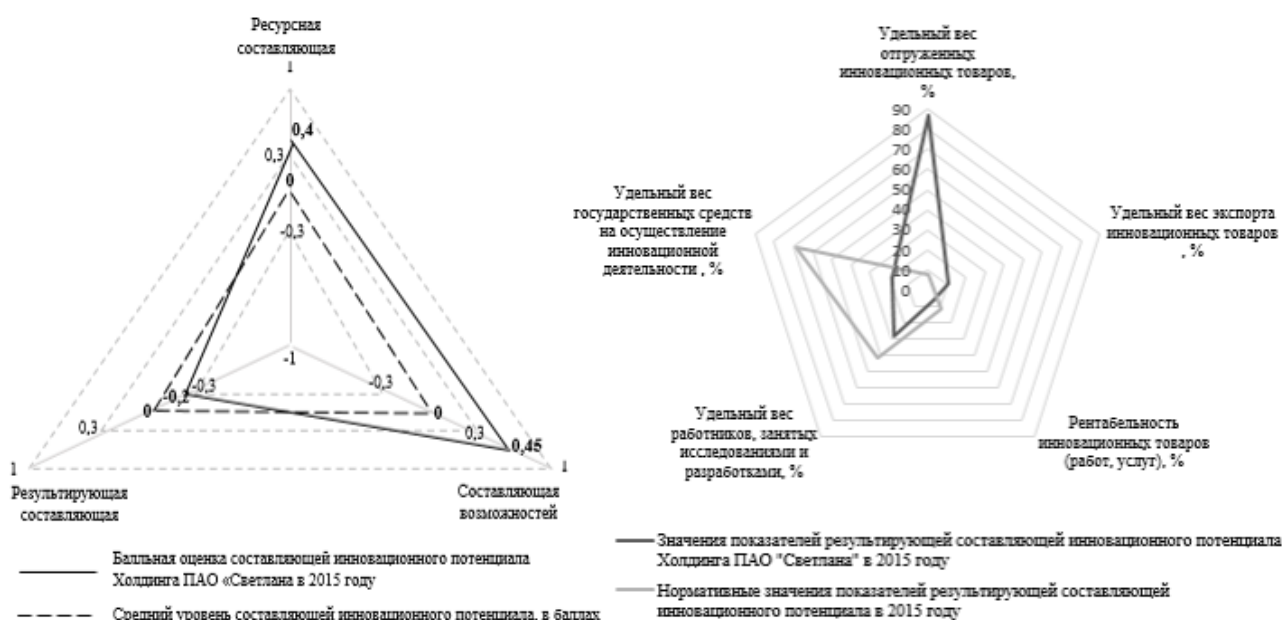 Ресурсная
составляющая
1
0,4
0,3
0
-0,3
-1
-0,3
0
0,3
0,45
1
-0,3
-0,2
0
0,3
1
Результирующая
составляющая
Составляющая
возможностей
Балльная оценка составляющей инновационного потенциала
Холдинга ПАО «Светлана в 2015 году
Средний уровень составляющей инновационного потенциала, в баллах
Удельный вес
отгруженных
инновационных товаров,
%
90
80
70
60
50
40
30
20
10
0
Удельный вес экспорта
инновационных товаров
, %
Рентабельность
инновационных товаров
(работ, услуг), %
Удельный вес
работников, занятых
исследованиями и
разработками, %
Удельный вес
государственных средств
на осуществление
инновационной
деятельности , %
Значения показателей результирующей составляющей инновационного потенциала
Холдинга ПАО "Светлана" в 2015 году
Нормативные значения показателей результирующей составляющей
инновационного потенциала в 2015 году